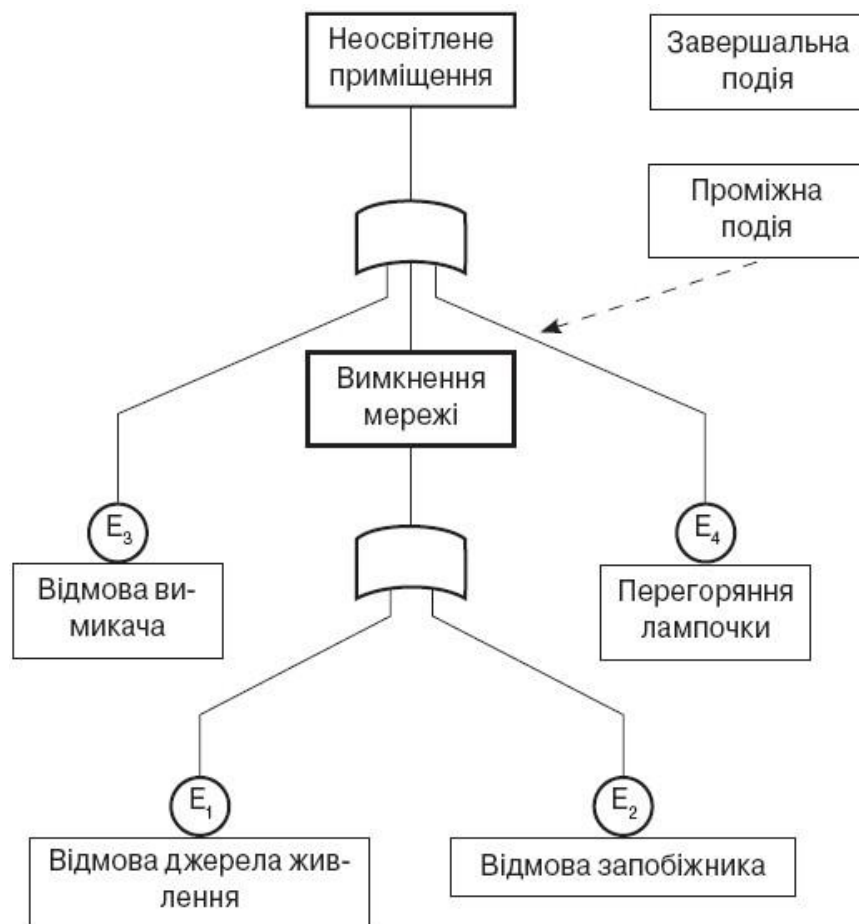 Неосвітлене
приміщення
Завершальна
подія
Проміжна
подія
Вимкнення
мережі
E₃
Відмова ви-
микача
E₄
Перегоряння
лампочки
E₁
Відмова джерела жив-
лення
E₂
Відмова запобіжника